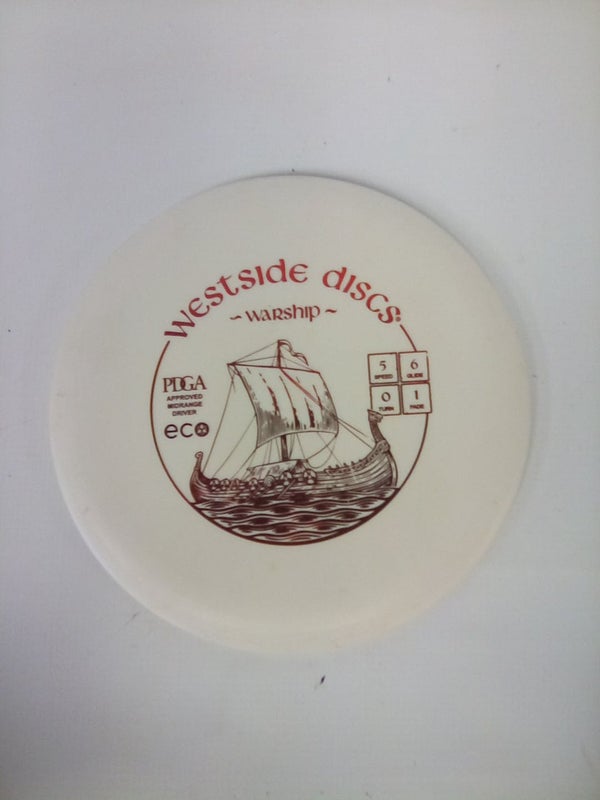 westside discs
~ warship ~
PDGA
APPROVED
MIDRANGE
DRIVER
eco
5 6
SPEED GLIDE
0 1
TURN FADE